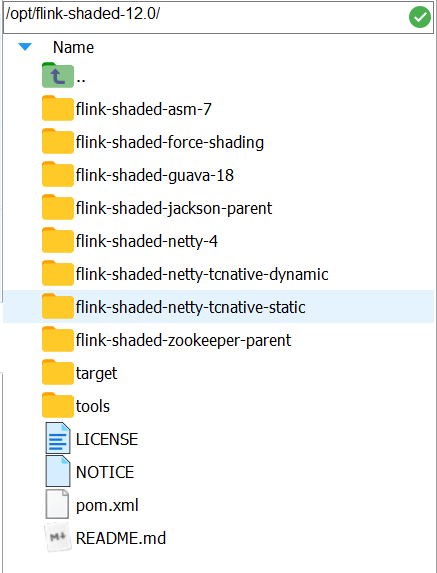 /opt/flink-shaded-12.0/
Name
..
flink-shaded-asm-7
flink-shaded-force-shading
flink-shaded-guava-18
flink-shaded-jackson-parent
flink-shaded-netty-4
flink-shaded-netty-tcnative-dynamic
flink-shaded-netty-tcnative-static
flink-shaded-zookeeper-parent
target
tools
LICENSE
NOTICE
pom.xml
README.md